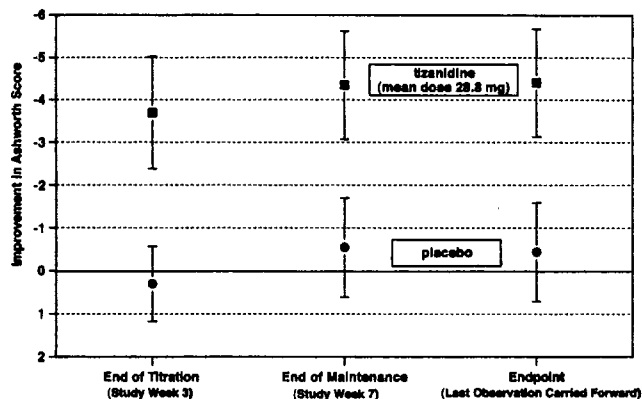 Improvement in Ashworth Score
-6
-5
-4
-3
-2
-1
0
1
2
tizanidine
(mean dose 28.8 mg)
placebo
End of Titration
(Study Week 3)
End of Maintenance
(Study Week 7)
Endpoint
(Last Observation Carried Forward)